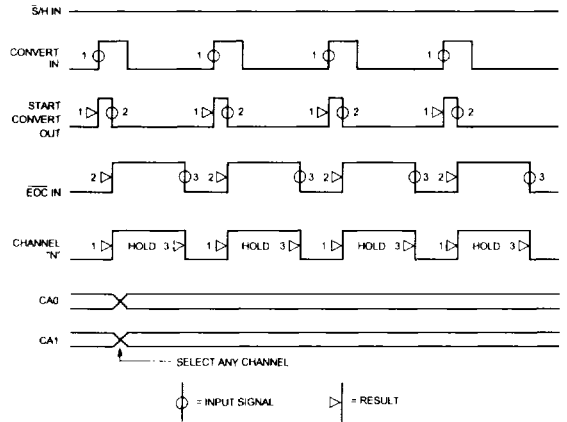 S̅/H IN
CONVERT IN
1 1 1 1
START CONVERT OUT
1 2 1 2 1 2 1 2
E̅O̅C̅ IN
2 3 2 3 2 3 2 3
CHANNEL "N"
1 HOLD 3 1 HOLD 3 1 HOLD 3 1 HOLD 3
CA0
CA1
SELECT ANY CHANNEL
= INPUT SIGNAL
= RESULT